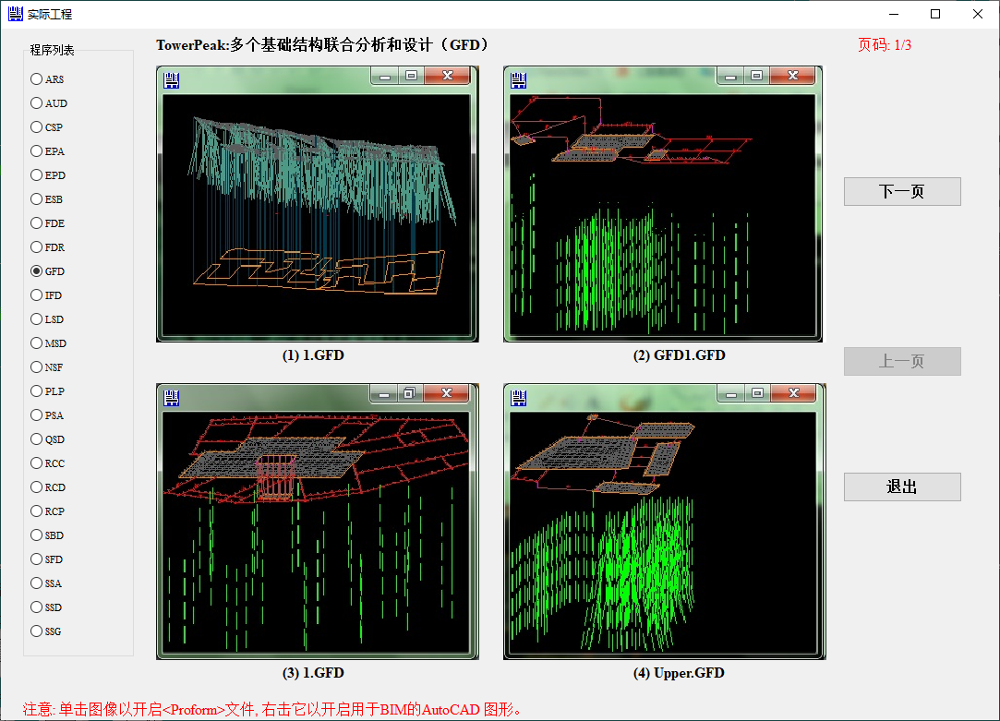 实际工程
程序列表
ARS
AUD
CSP
EPA
EPD
ESB
FDE
FDR
GFD
IFD
LSD
MSD
NSF
PLP
PSA
QSD
RCC
RCD
RCP
SBD
SFD
SSA
SSD
SSG
TowerPeak:多个基础结构联合分析和设计（GFD）
页码: 1/3
(1) 1.GFD
(2) GFD1.GFD
(3) 1.GFD
(4) Upper.GFD
下一页
上一页
退出
注意: 单击图像以开启<Proform>文件, 右击它以开启用于BIM的AutoCAD 图形。